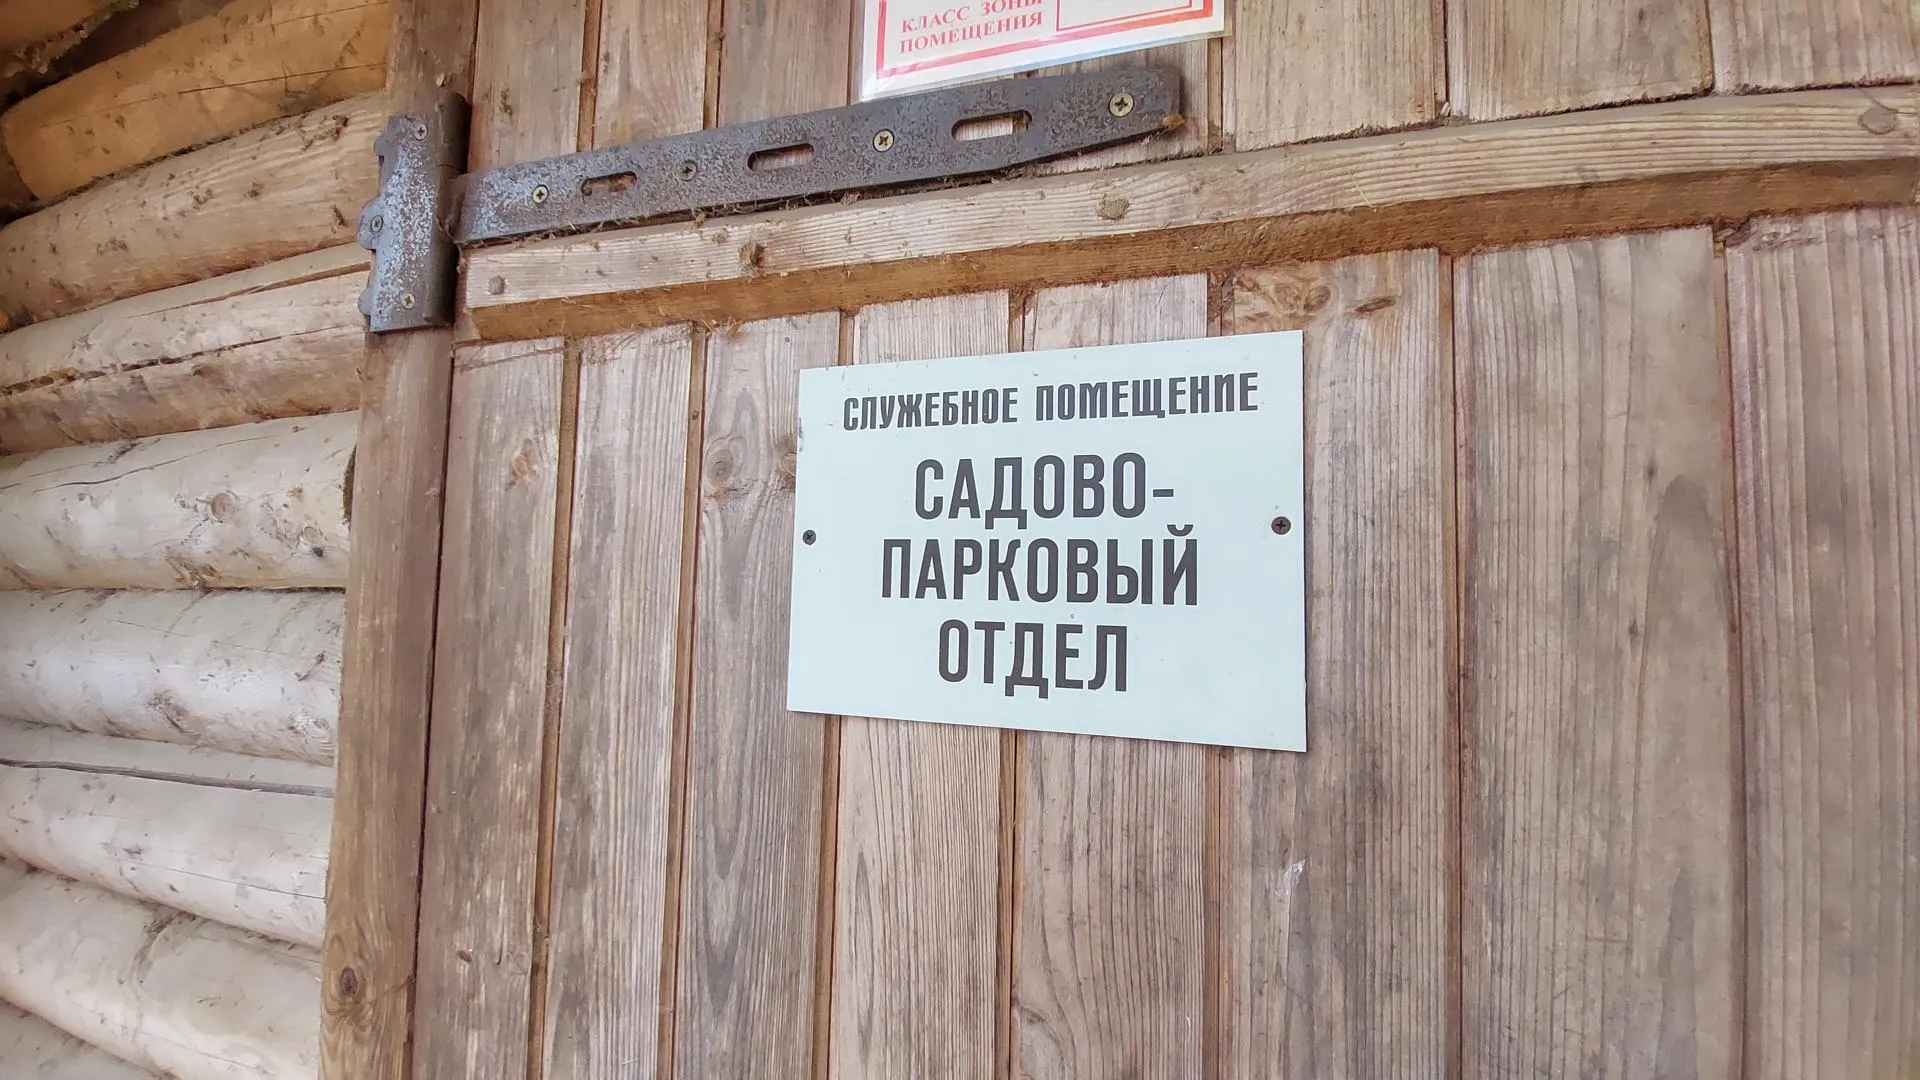 КЛАСС ЗОНЫ
ПОМЕЩЕНИЯ
СЛУЖЕБНОЕ ПОМЕЩЕНИЕ
САДОВО-
ПАРКОВЫЙ
ОТДЕЛ